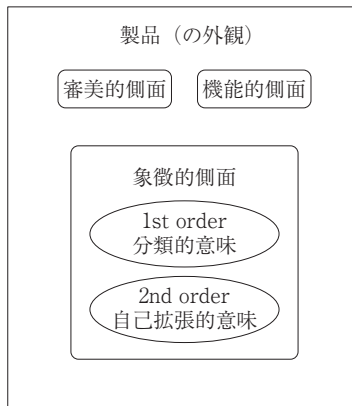 製品（の外観）
審美的側面
機能的側面
象徴的側面
1st order
分類的意味
2nd order
自己拡張的意味